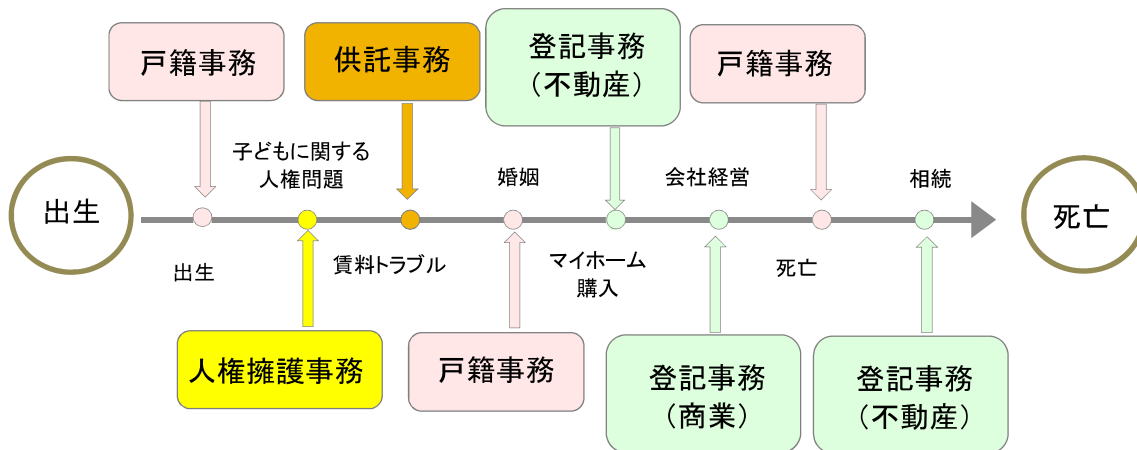 戸籍事務
供託事務
登記事務
(不動産)
戸籍事務
子どもに関する
人権問題
婚姻
会社経営
相続
出生
死亡
出生
賃料トラブル
マイホーム
購入
死亡
人権擁護事務
戸籍事務
登記事務
(商業)
登記事務
(不動産)